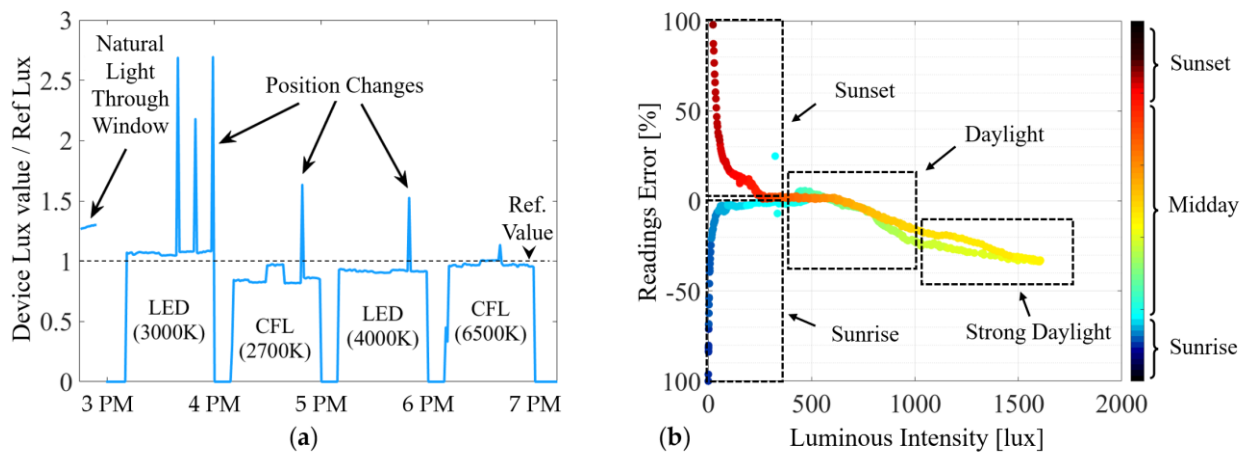 Device Lux value / Ref Lux
3
2.5
2
1.5
1
0.5
0
Natural
Light
Through
Window
Position Changes
Ref.
Value
LED
(3000K)
CFL
(2700K)
LED
(4000K)
CFL
(6500K)
3 PM
4 PM
5 PM
6 PM
7 PM
(a)
Readings Error [%]
100%
50
0
-50
100%
Sunset
Daylight
Sunrise
Strong Daylight
0
500
1000
1500
2000
Luminous Intensity [lux]
(b)
Sunset
Midday
Sunrise